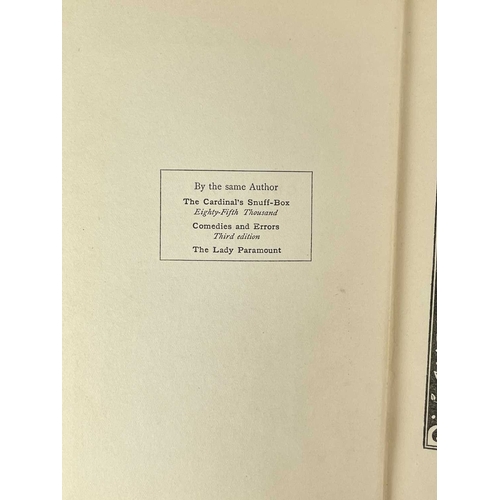 By the same Author
The Cardinal's Snuff-Box
Eighty-Fifth Thousand
Comedies and Errors
Third edition
The Lady Paramount